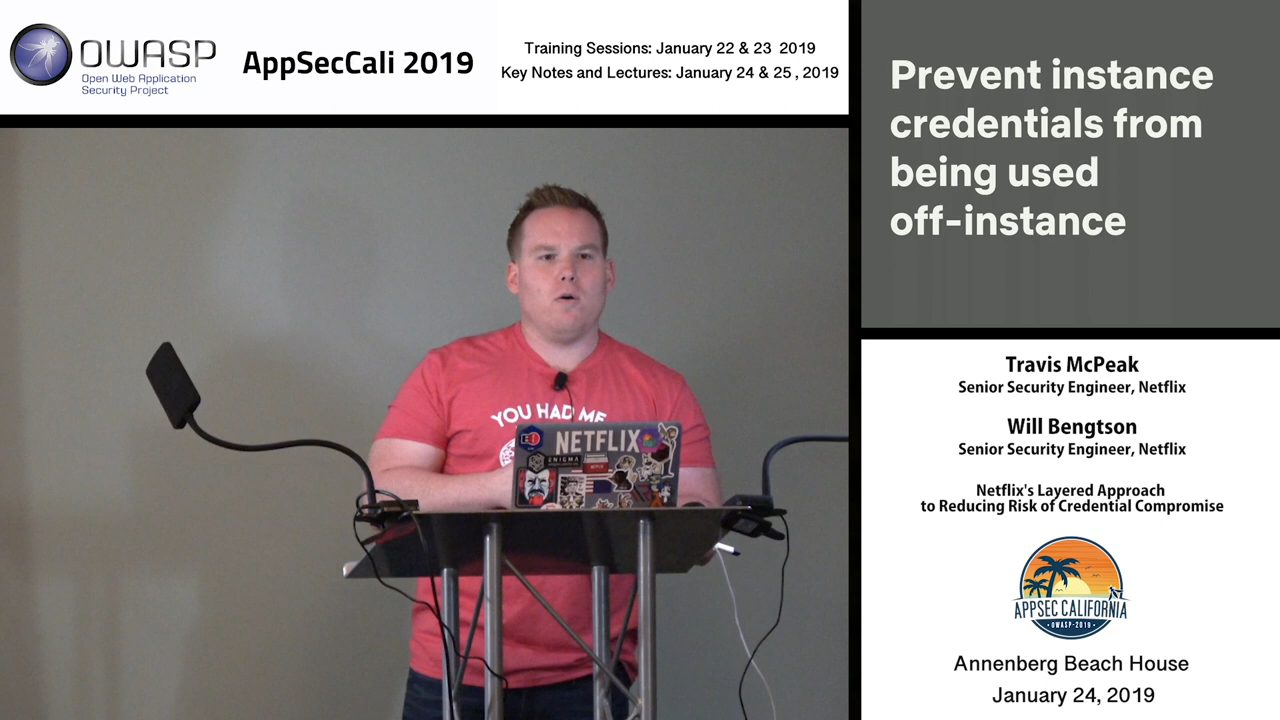 OWASP
Open Web Application
Security Project
AppSecCali 2019
Training Sessions: January 22 & 23 2019
Key Notes and Lectures: January 24 & 25 , 2019
Prevent instance
credentials from
being used
off-instance
YOU HAD ME
NETFLIX
ENIGMA
Travis McPeak
Senior Security Engineer, Netflix
Will Bengtson
Senior Security Engineer, Netflix
Netflix's Layered Approach
to Reducing Risk of Credential Compromise
APPSEC CALIFORNIA
• OWASP-2019 •
Annenberg Beach House
January 24, 2019